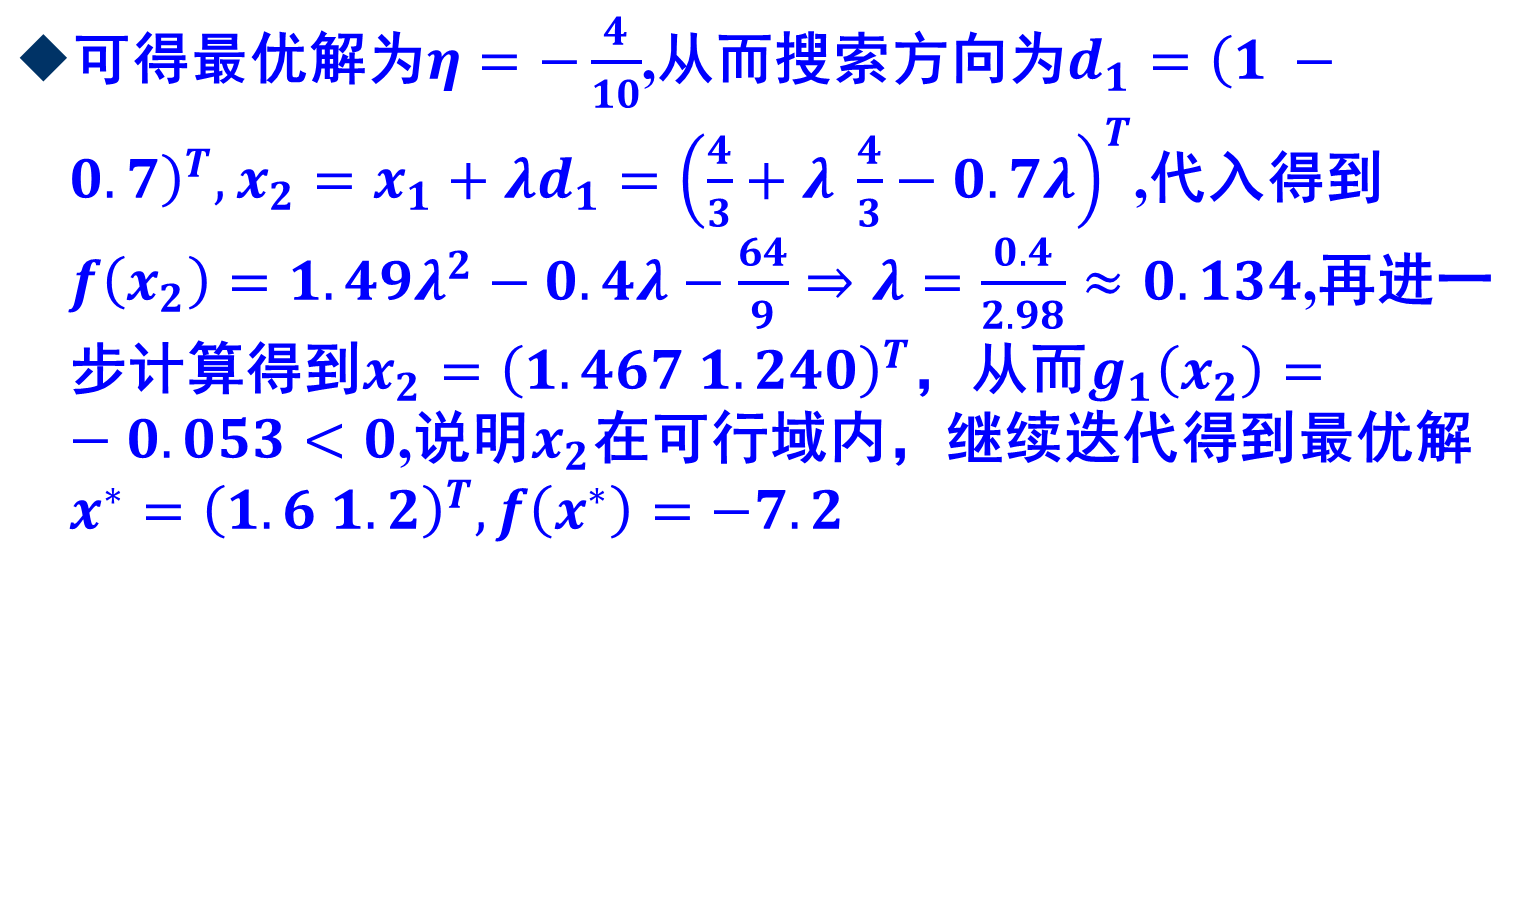 ◆可得最优解为η = −4/10,从而搜索方向为d₁ = (1 −
0.7)ᵀ, x₂ = x₁ + λd₁ = (4/3 + λ 4/3 − 0.7λ)ᵀ,代入得到
f(x₂) = 1.49λ² − 0.4λ − 64/9 ⇒ λ = 0.4/2.98 ≈ 0.134,再进一
步计算得到x₂ = (1.467 1.240)ᵀ，从而g₁(x₂) =
− 0.053 < 0,说明x₂在可行域内，继续迭代得到最优解
x* = (1.6 1.2)ᵀ, f(x*) = −7.2